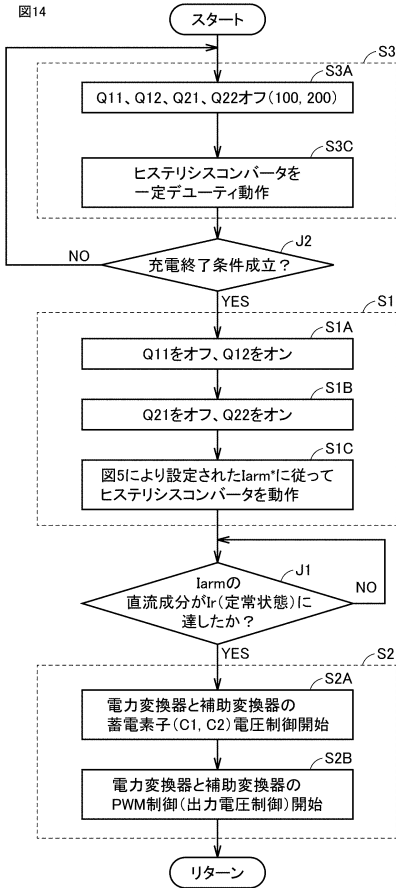 図14
スタート
S3
S3A
Q11、Q12、Q21、Q22オフ(100, 200)
S3C
ヒステリシスコンバータを
一定デューティ動作
J2
NO
充電終了条件成立？
YES
S1
S1A
Q11をオフ、Q12をオン
S1B
Q21をオフ、Q22をオン
S1C
図5により設定されたIarm*に従って
ヒステリシスコンバータを動作
J1
Iarmの
直流成分がIr(定常状態)に
達したか？
NO
YES
S2
S2A
電力変換器と補助変換器の
蓄電素子(C1, C2)電圧制御開始
S2B
電力変換器と補助変換器の
PWM制御(出力電圧制御)開始
リターン